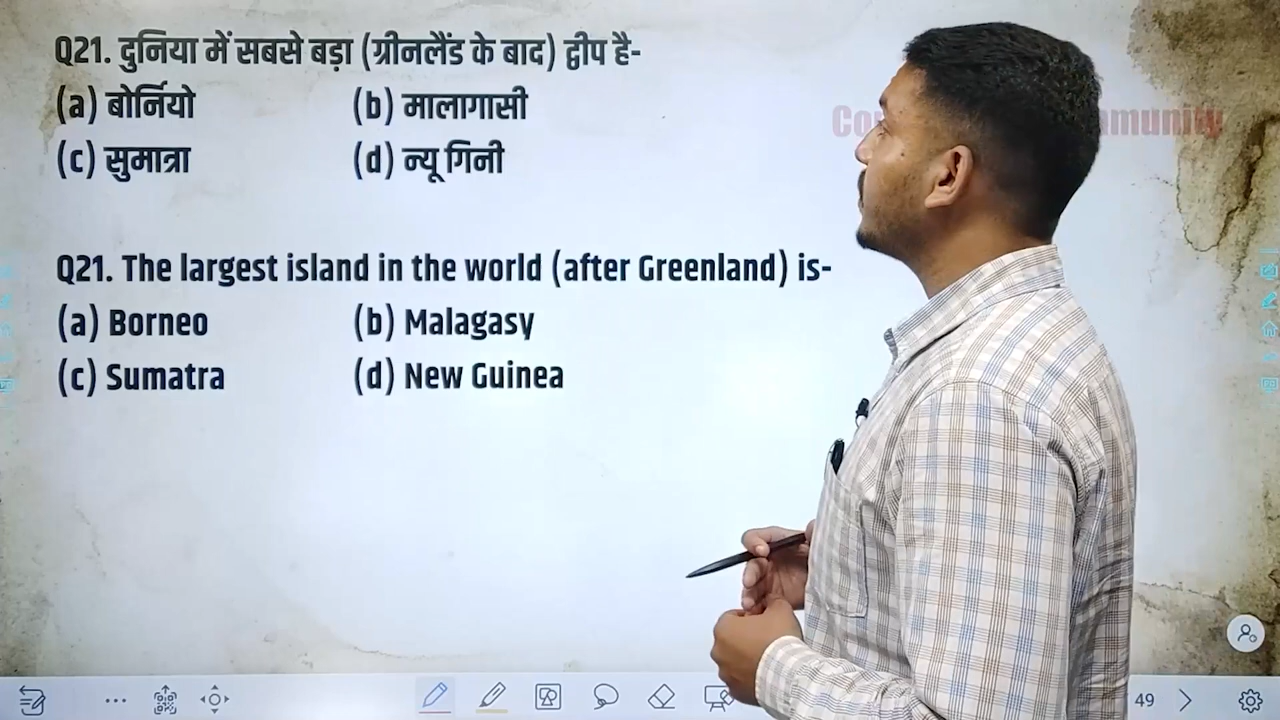 Q21. दुनिया में सबसे बड़ा (ग्रीनलैंड के बाद) द्वीप है-
(a) बोर्नियो (b) मालागासी
(c) सुमात्रा (d) न्यू गिनी
Q21. The largest island in the world (after Greenland) is-
(a) Borneo (b) Malagasy
(c) Sumatra (d) New Guinea
49